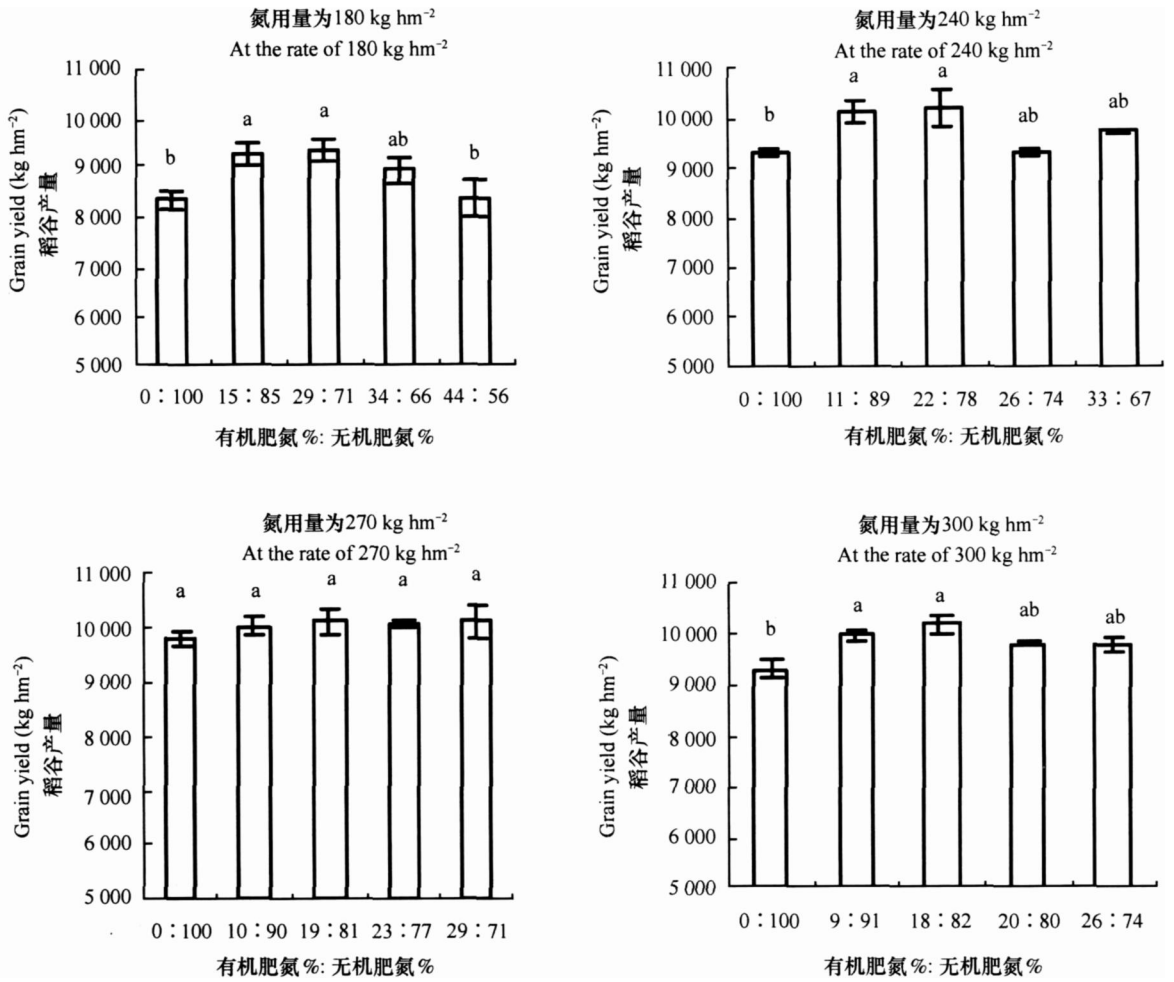 氮用量为180 kg hm⁻²
At the rate of 180 kg hm⁻²
Grain yield (kg hm⁻²)
稻谷产量
11 000
10 000
9 000
8 000
7 000
6 000
5 000
b
a
a
ab
b
0∶100 15∶85 29∶71 34∶66 44∶56
有机肥氮%: 无机肥氮%
氮用量为240 kg hm⁻²
At the rate of 240 kg hm⁻²
Grain yield (kg hm⁻²)
稻谷产量
11 000
10 000
9 000
8 000
7 000
6 000
5 000
b
a
a
ab
ab
0∶100 11∶89 22∶78 26∶74 33∶67
有机肥氮%: 无机肥氮%
氮用量为270 kg hm⁻²
At the rate of 270 kg hm⁻²
Grain yield (kg hm⁻²)
稻谷产量
11 000
10 000
9 000
8 000
7 000
6 000
5 000
a
a
a
a
a
0∶100 10∶90 19∶81 23∶77 29∶71
有机肥氮%: 无机肥氮%
氮用量为300 kg hm⁻²
At the rate of 300 kg hm⁻²
Grain yield (kg hm⁻²)
稻谷产量
11 000
10 000
9 000
8 000
7 000
6 000
5 000
b
a
a
ab
ab
0∶100 9∶91 18∶82 20∶80 26∶74
有机肥氮%: 无机肥氮%